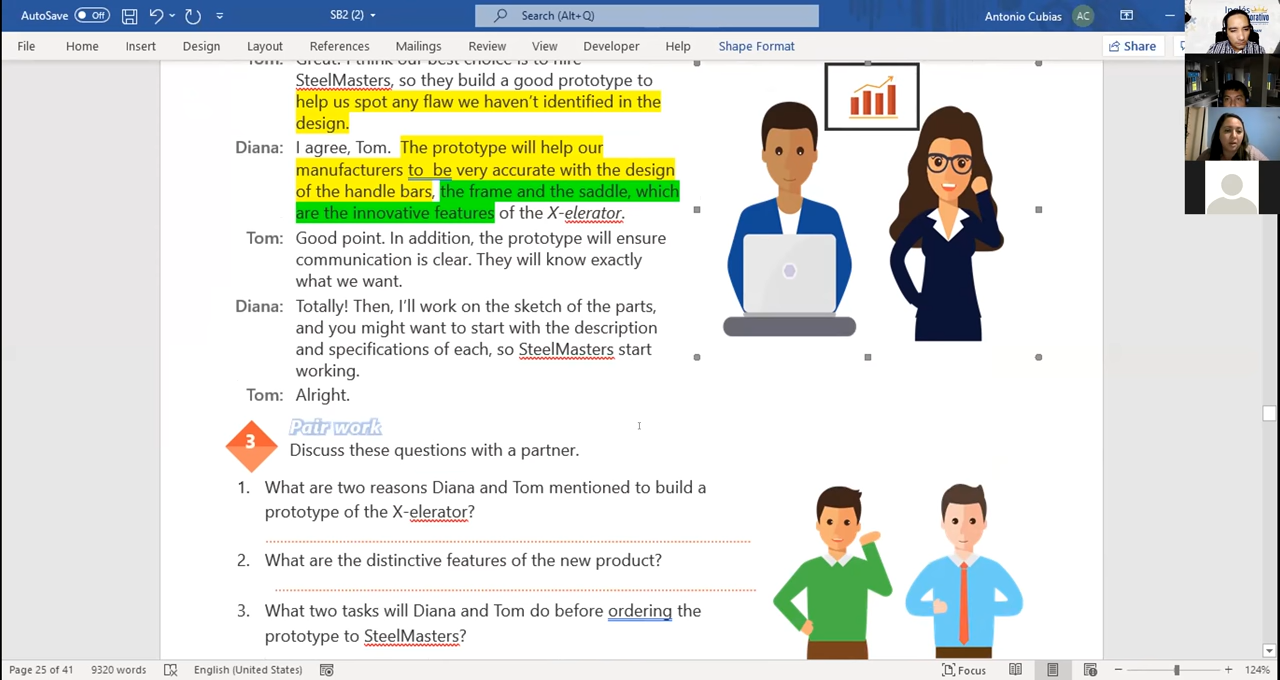 AutoSave Off SB2 (2) Search (Alt+Q) Antonio Cubias AC
File Home Insert Design Layout References Mailings Review View Developer Help Shape Format Share
Tom: Great! I think our best choice is to hire
SteelMasters, so they build a good prototype to
help us spot any flaw we haven't identified in the
design.
Diana: I agree, Tom. The prototype will help our
manufacturers to be very accurate with the design
of the handle bars, the frame and the saddle, which
are the innovative features of the X-elerator.
Tom: Good point. In addition, the prototype will ensure
communication is clear. They will know exactly
what we want.
Diana: Totally! Then, I'll work on the sketch of the parts,
and you might want to start with the description
and specifications of each, so SteelMasters start
working.
Tom: Alright.
3 Pair work
Discuss these questions with a partner.
1. What are two reasons Diana and Tom mentioned to build a
prototype of the X-elerator?
2. What are the distinctive features of the new product?
3. What two tasks will Diana and Tom do before ordering the
prototype to SteelMasters?
Page 25 of 41 9320 words English (United States) Focus 124%